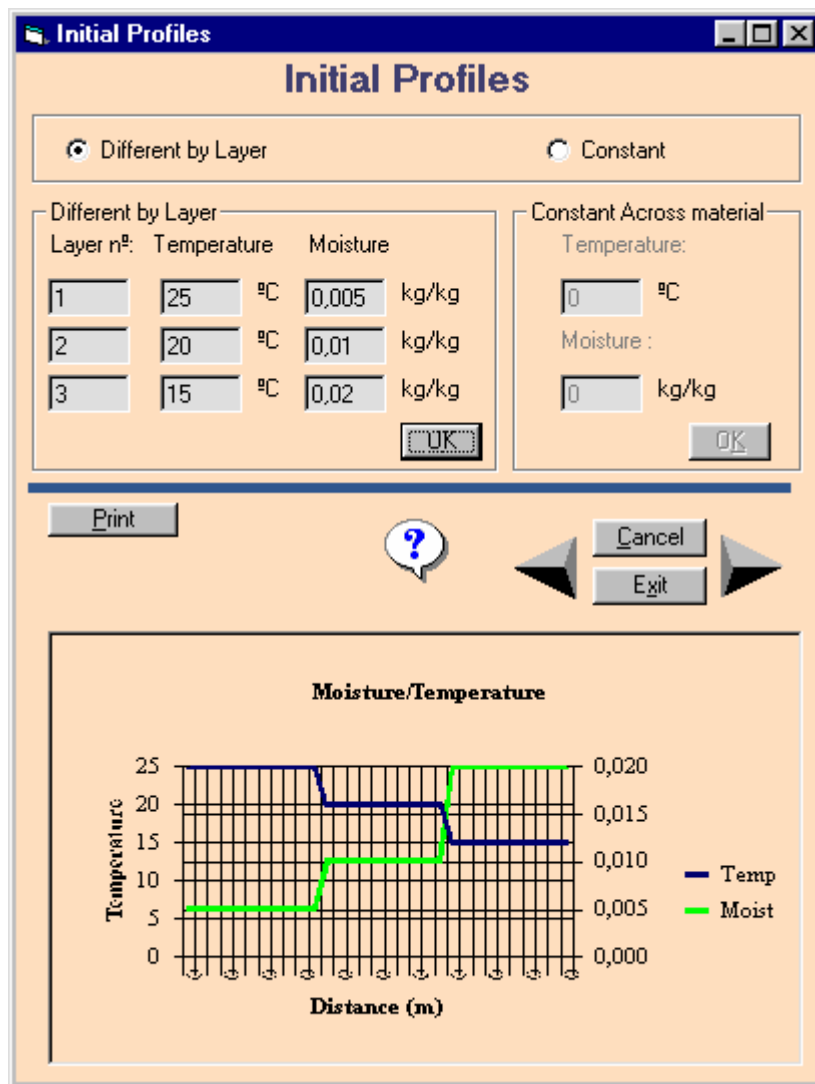 Initial Profiles
Initial Profiles
Different by Layer
Constant
Different by Layer
Layer nº: Temperature Moisture
1 25 ºC 0,005 kg/kg
2 20 ºC 0,01 kg/kg
3 15 ºC 0,02 kg/kg
OK
Constant Across material
Temperature:
0 ºC
Moisture :
0 kg/kg
OK
Print
?
Cancel
Exit
Moisture/Temperature
Temperature
25
20
15
10
5
0
0,020
0,015
0,010
0,005
0,000
Temp
Moist
Distance (m)